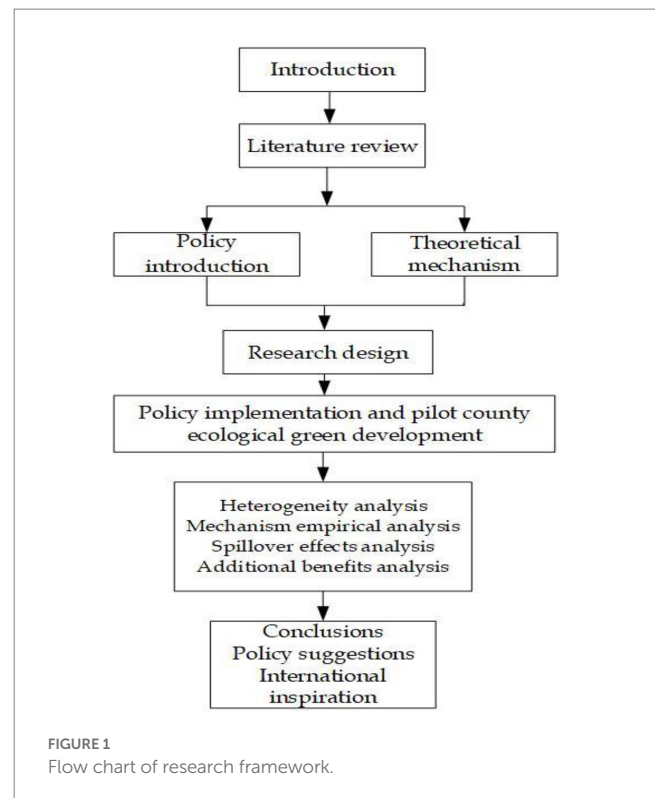 Introduction
Literature review
Policy
introduction
Theoretical
mechanism
Research design
Policy implementation and pilot county
ecological green development
Heterogeneity analysis
Mechanism empirical analysis
Spillover effects analysis
Additional benefits analysis
Conclusions
Policy suggestions
International
inspiration
FIGURE 1
Flow chart of research framework.